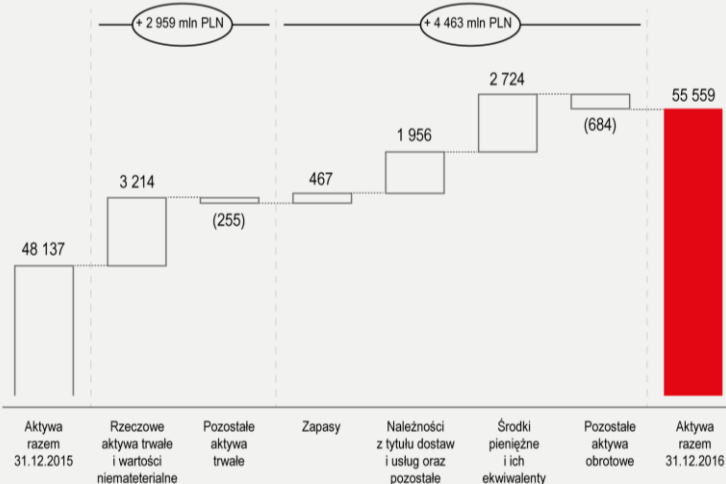 + 2 959 mln PLN
+ 4 463 mln PLN
48 137
3 214
(255)
467
1 956
2 724
(684)
55 559
Aktywa
razem
31.12.2015
Rzeczowe
aktywa trwałe
i wartości
niemateterialne
Pozostałe
aktywa
trwałe
Zapasy
Należności
z tytułu dostaw
i usług oraz
pozostałe
Środki
pieniężne
i ich
ekwiwalenty
Pozostałe
aktywa
obrotowe
Aktywa
razem
31.12.2016